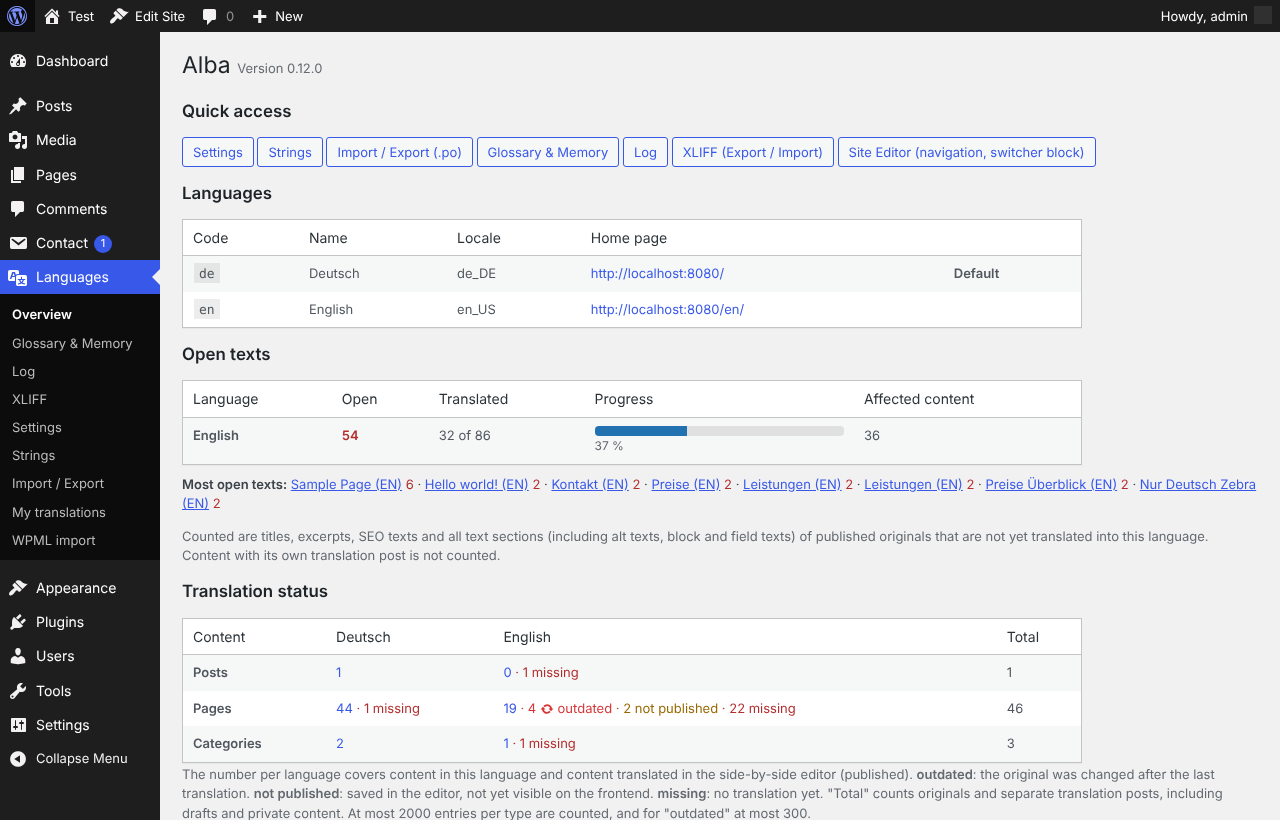 Test Edit Site 0 New Howdy, admin
Dashboard
Posts
Media
Pages
Comments
Contact 1
Languages
Overview
Glossary & Memory
Log
XLIFF
Settings
Strings
Import / Export
My translations
WPML import
Appearance
Plugins
Users
Tools
Settings
Collapse Menu
Alba Version 0.12.0
Quick access
Settings Strings Import / Export (.po) Glossary & Memory Log XLIFF (Export / Import) Site Editor (navigation, switcher block)
Languages
Code Name Locale Home page
de Deutsch de_DE http://localhost:8080/ Default
en English en_US http://localhost:8080/en/
Open texts
Language Open Translated Progress Affected content
English 54 32 of 86 37 % 36
Most open texts: Sample Page (EN) 6 · Hello world! (EN) 2 · Kontakt (EN) 2 · Preise (EN) 2 · Leistungen (EN) 2 · Leistungen (EN) 2 · Preise Überblick (EN) 2 · Nur Deutsch Zebra
(EN) 2
Counted are titles, excerpts, SEO texts and all text sections (including alt texts, block and field texts) of published originals that are not yet translated into this language.
Content with its own translation post is not counted.
Translation status
Content Deutsch English Total
Posts 1 0 · 1 missing 1
Pages 44 · 1 missing 19 · 4 outdated · 2 not published · 22 missing 46
Categories 2 1 · 1 missing 3
The number per language covers content in this language and content translated in the side-by-side editor (published). outdated: the original was changed after the last
translation. not published: saved in the editor, not yet visible on the frontend. missing: no translation yet. "Total" counts originals and separate translation posts, including
drafts and private content. At most 2000 entries per type are counted, and for "outdated" at most 300.